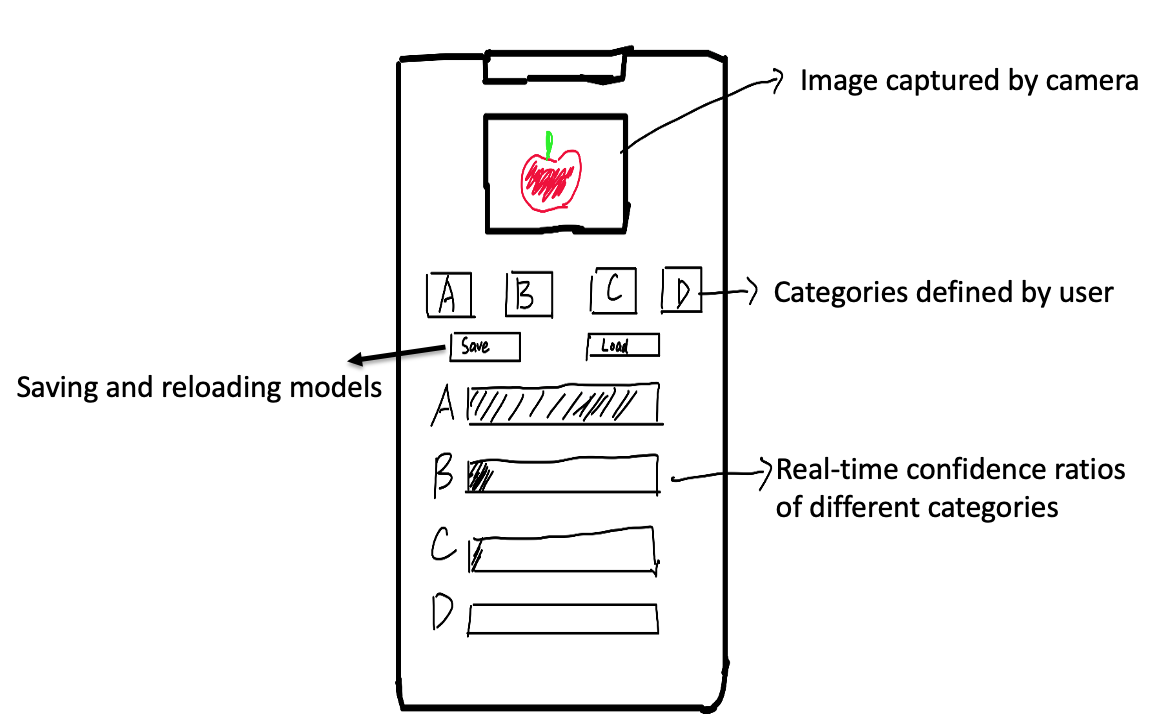 Image captured by camera
A B C D
Categories defined by user
Save Load
Saving and reloading models
A
B
Real-time confidence ratios
of different categories
C
D